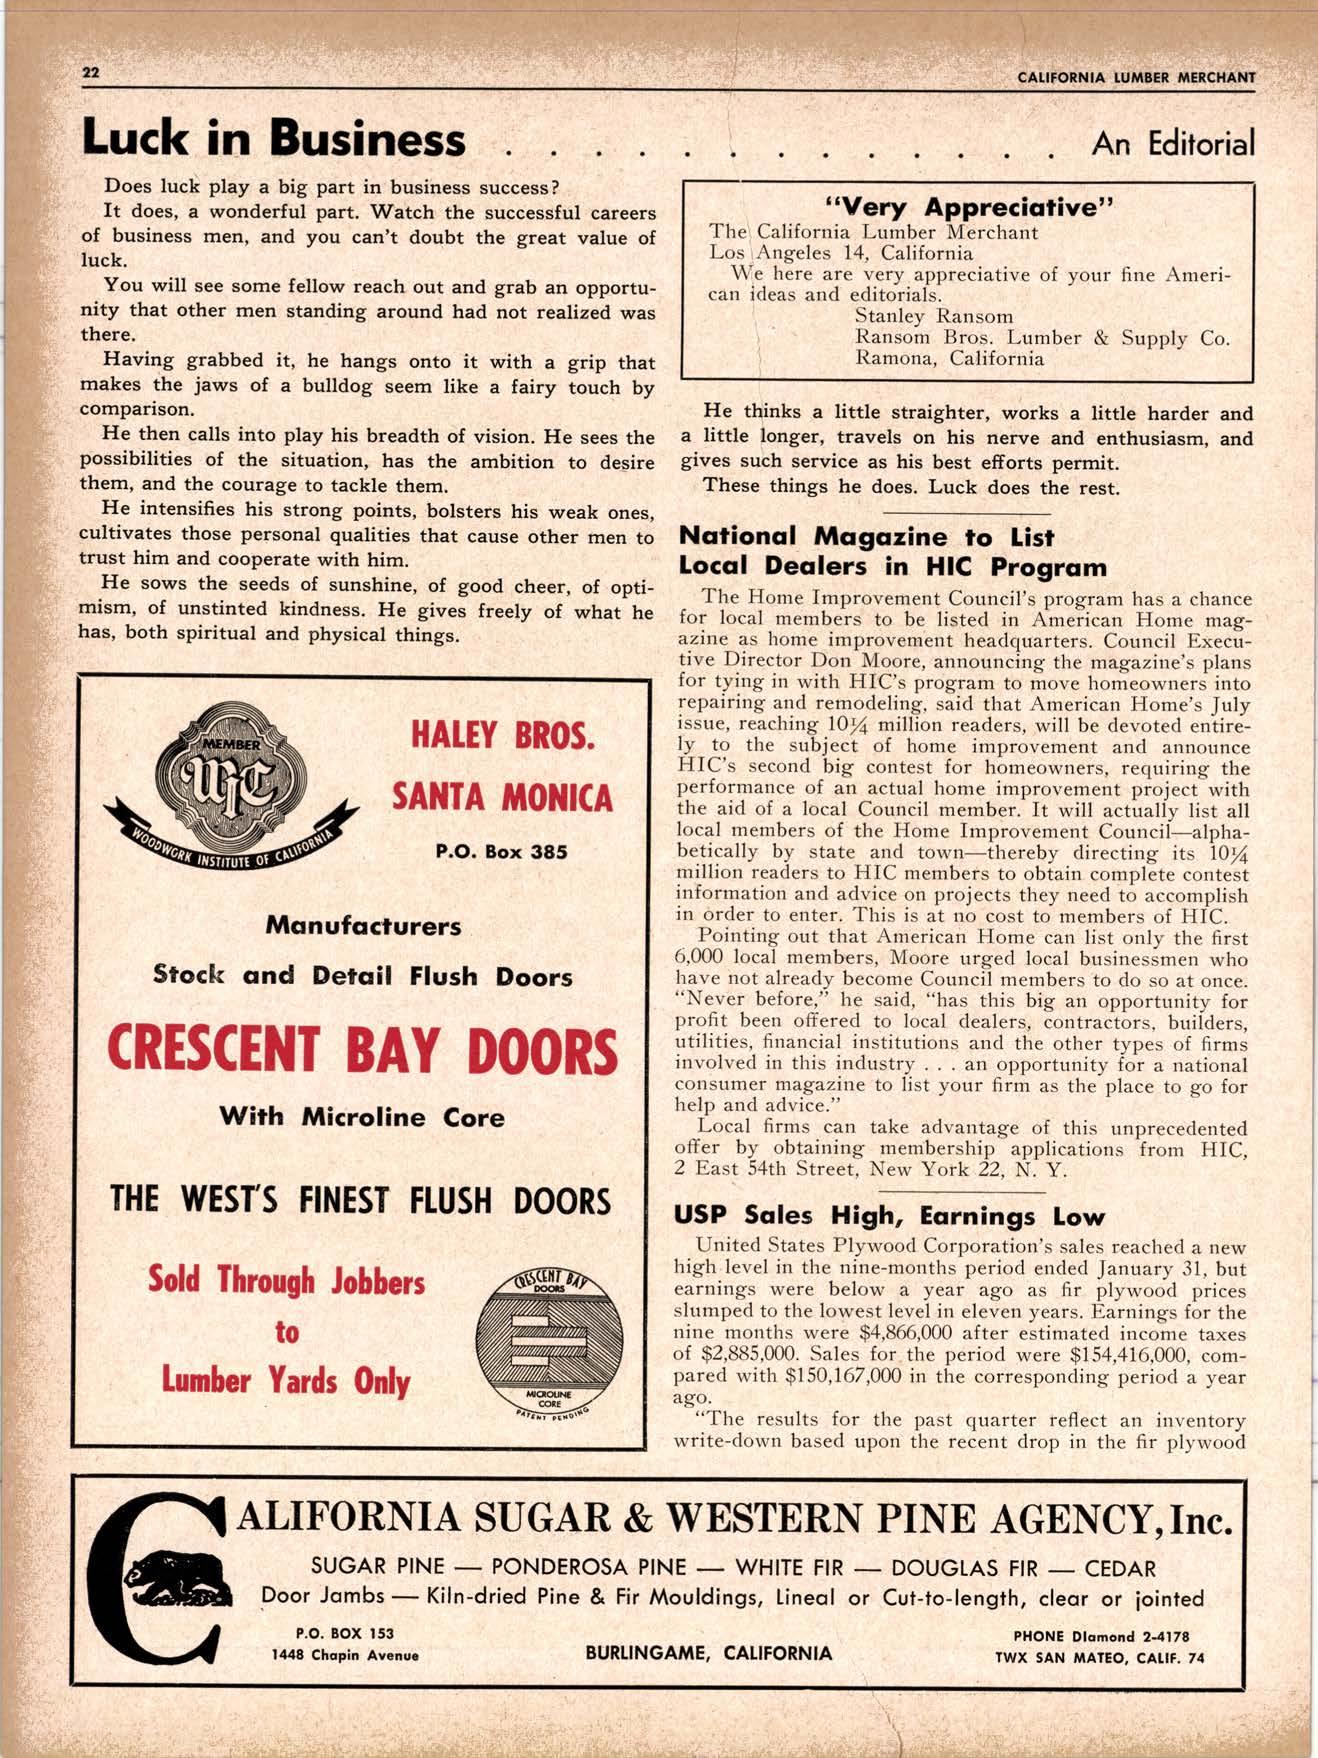 22
CALIFORNIA LUMBER MERCHANT
Luck in Business . . . . . . . . . . . . . An Editorial
Does luck play a big part in business success?
It does, a wonderful part. Watch the successful careers
of business men, and you can't doubt the great value of
luck.
You will see some fellow reach out and grab an opportu-
nity that other men standing around had not realized was
there.
Having grabbed it, he hangs onto it with a grip that
makes the jaws of a bulldog seem like a fairy touch by
comparison.
He then calls into play his breadth of vision. He sees the
possibilities of the situation, has the ambition to desire
them, and the courage to tackle them.
He intensifies his strong points, bolsters his weak ones,
cultivates those personal qualities that cause other men to
trust him and cooperate with him.
He sows the seeds of sunshine, of good cheer, of opti-
mism, of unstinted kindness. He gives freely of what he
has, both spiritual and physical things.
"Very Appreciative"
The California Lumber Merchant
Los Angeles 14, California
We here are very appreciative of your fine Ameri-
can ideas and editorials.
Stanley Ransom
Ransom Bros. Lumber & Supply Co.
Ramona, California
He thinks a little straighter, works a little harder and
a little longer, travels on his nerve and enthusiasm, and
gives such service as his best efforts permit.
These things he does. Luck does the rest.
National Magazine to List
Local Dealers in HIC Program
The Home Improvement Council's program has a chance
for local members to be listed in American Home mag-
azine as home improvement headquarters. Council Execu-
tive Director Don Moore, announcing the magazine's plans
for tying in with HIC's program to move homeowners into
repairing and remodeling, said that American Home's July
issue, reaching 10¼ million readers, will be devoted entire-
ly to the subject of home improvement and announce
HIC's second big contest for homeowners, requiring the
performance of an actual home improvement project with
the aid of a local Council member. It will actually list all
local members of the Home Improvement Council—alpha-
betically by state and town—thereby directing its 10¼
million readers to HIC members to obtain complete contest
information and advice on projects they need to accomplish
in order to enter. This is at no cost to members of HIC.
Pointing out that American Home can list only the first
6,000 local members, Moore urged local businessmen who
have not already become Council members to do so at once.
"Never before," he said, "has this big an opportunity for
profit been offered to local dealers, contractors, builders,
utilities, financial institutions and the other types of firms
involved in this industry . . . an opportunity for a national
consumer magazine to list your firm as the place to go for
help and advice."
Local firms can take advantage of this unprecedented
offer by obtaining membership applications from HIC,
2 East 54th Street, New York 22, N. Y.
USP Sales High, Earnings Low
United States Plywood Corporation's sales reached a new
high level in the nine-months period ended January 31, but
earnings were below a year ago as fir plywood prices
slumped to the lowest level in eleven years. Earnings for the
nine months were $4,866,000 after estimated income taxes
of $2,885,000. Sales for the period were $154,416,000, com-
pared with $150,167,000 in the corresponding period a year
ago.
"The results for the past quarter reflect an inventory
write-down based upon the recent drop in the fir plywood
MEMBER
WIC
WOODWORK INSTITUTE OF CALIFORNIA
HALEY BROS.
SANTA MONICA
P.O. Box 385
Manufacturers
Stock and Detail Flush Doors
CRESCENT BAY DOORS
With Microline Core
THE WEST'S FINEST FLUSH DOORS
Sold Through Jobbers
to
Lumber Yards Only
CRESCENT BAY
DOORS
MICROLINE
CORE
PATENT PENDING
CALIFORNIA SUGAR & WESTERN PINE AGENCY, Inc.
SUGAR PINE — PONDEROSA PINE — WHITE FIR — DOUGLAS FIR — CEDAR
Door Jambs — Kiln-dried Pine & Fir Mouldings, Lineal or Cut-to-length, clear or jointed
P.O. BOX 153
1448 Chapin Avenue
BURLINGAME, CALIFORNIA
PHONE DIamond 2-4178
TWX SAN MATEO, CALIF. 74